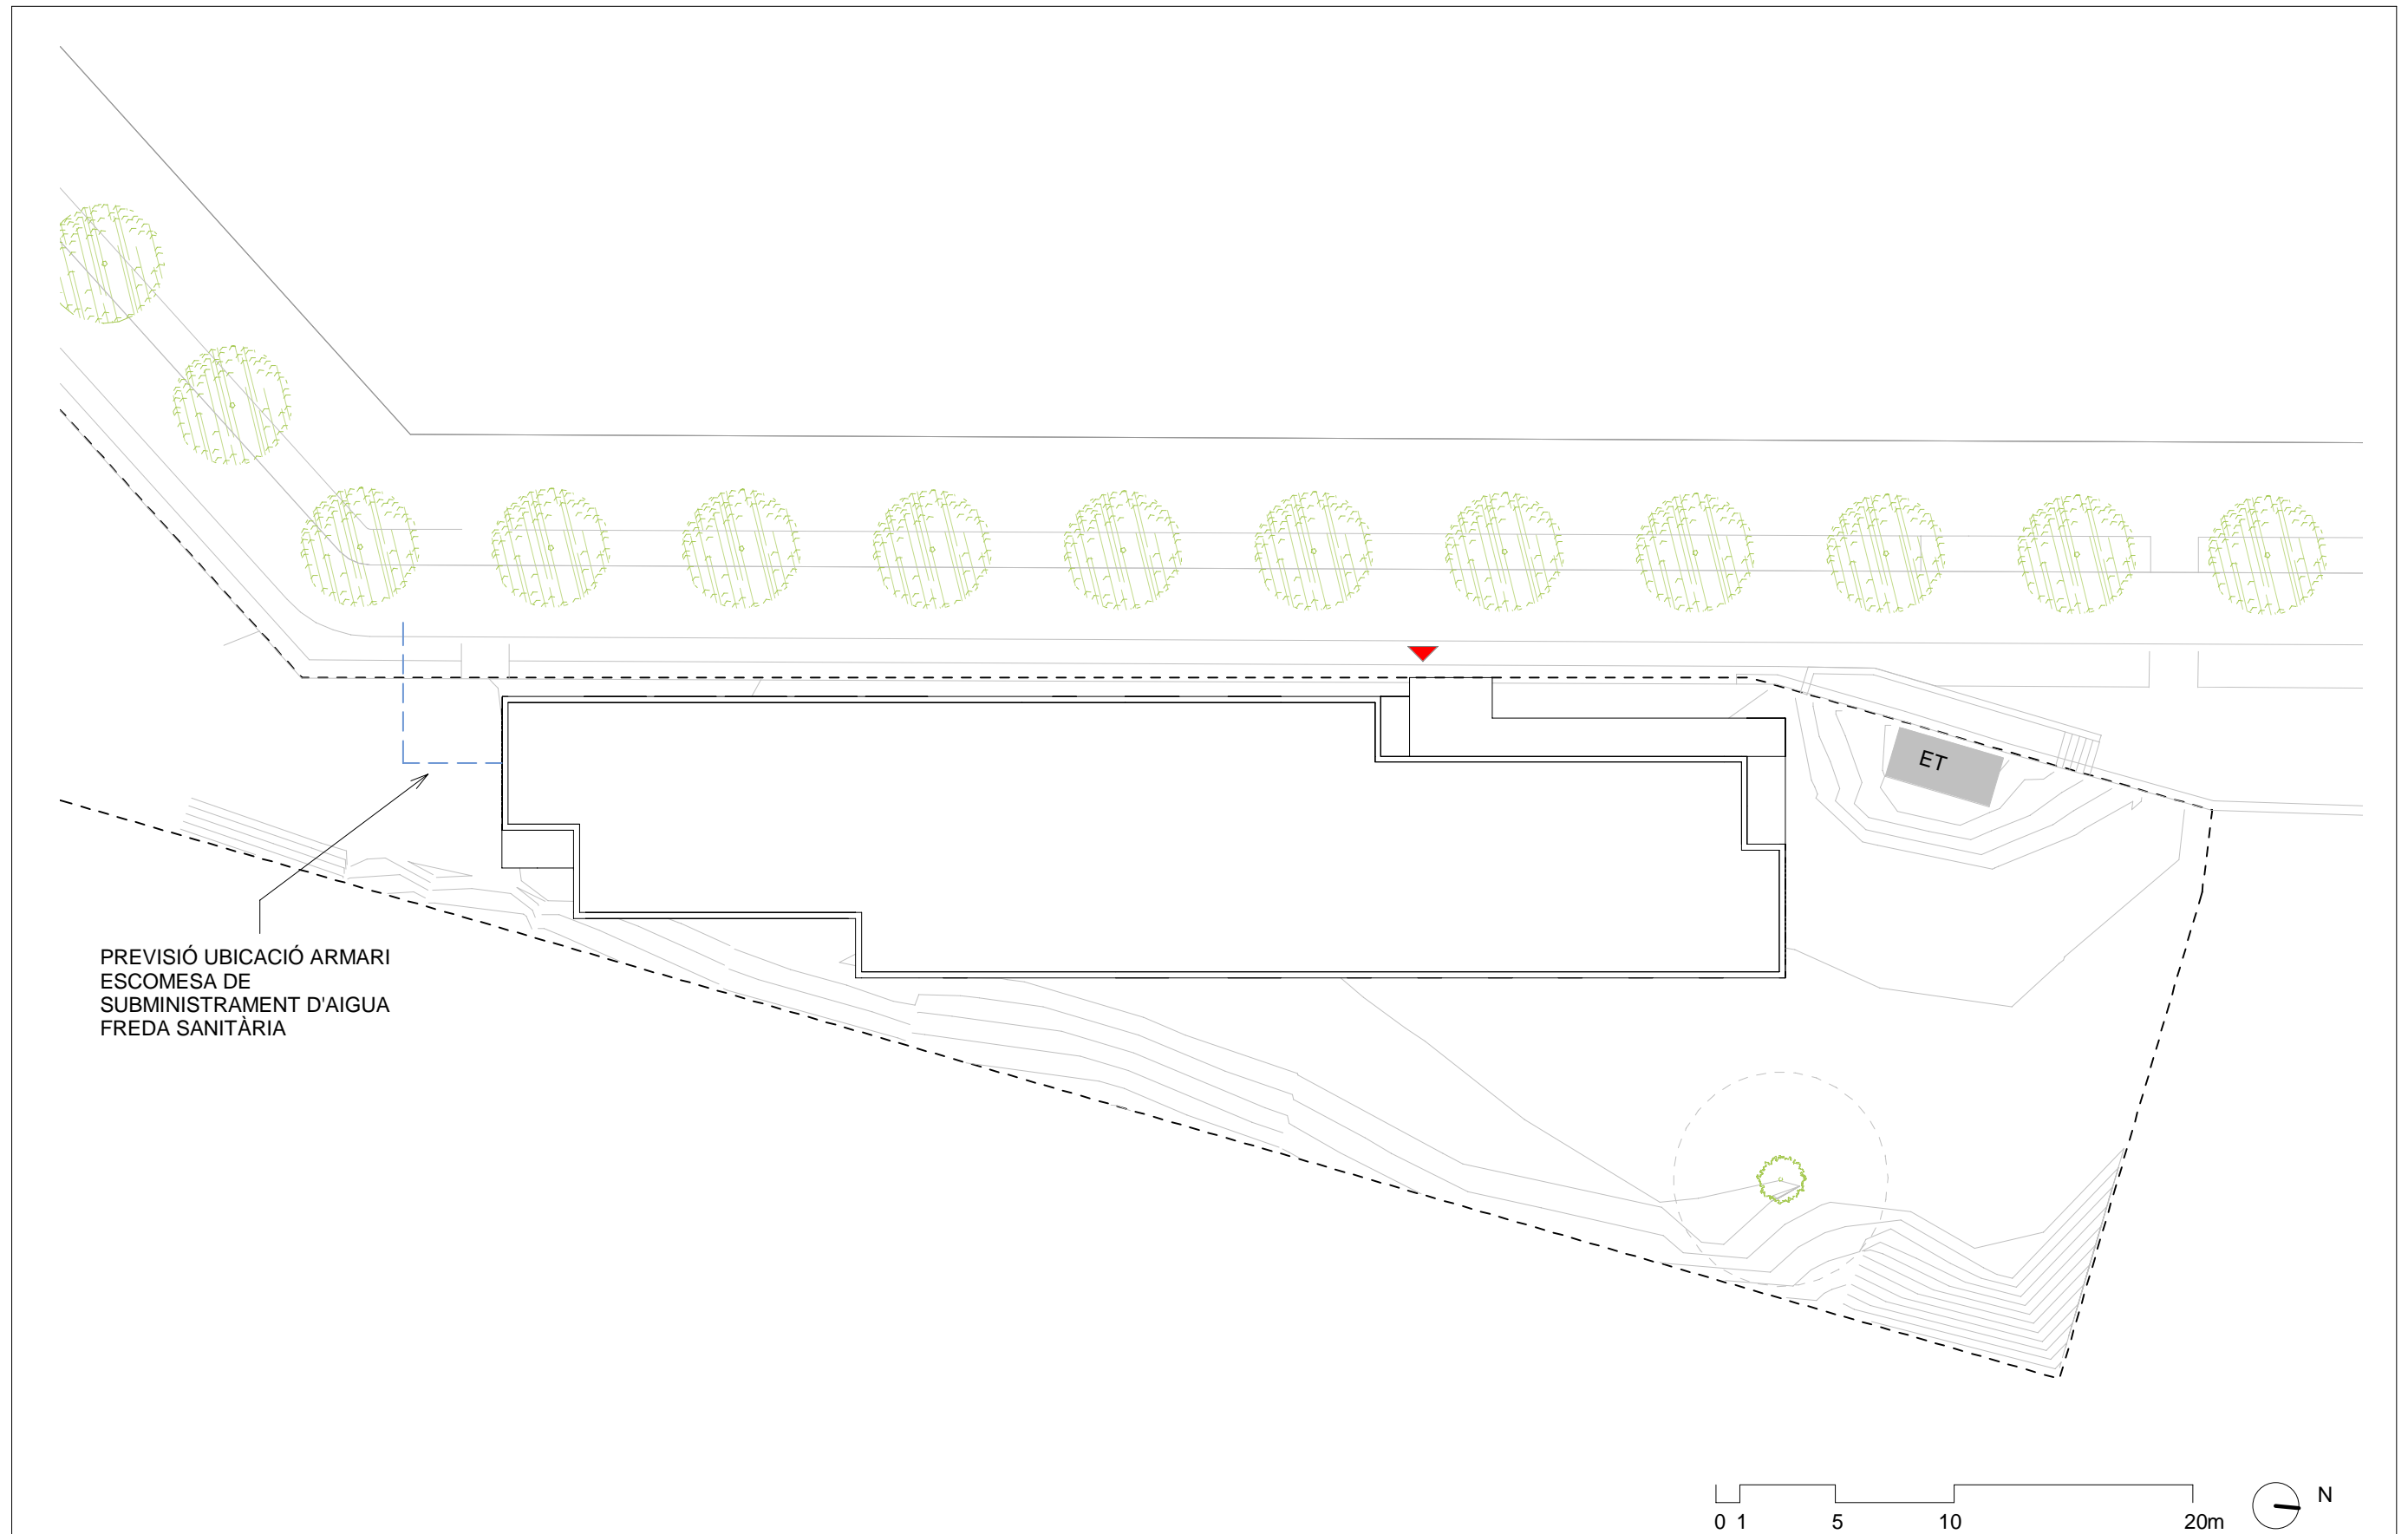 ET
PREVISIÓ UBICACIÓ ARMARI
ESCOMESA DE
SUBMINISTRAMENT D'AIGUA
FREDA SANITÀRIA
N
0 1 5 10 20m